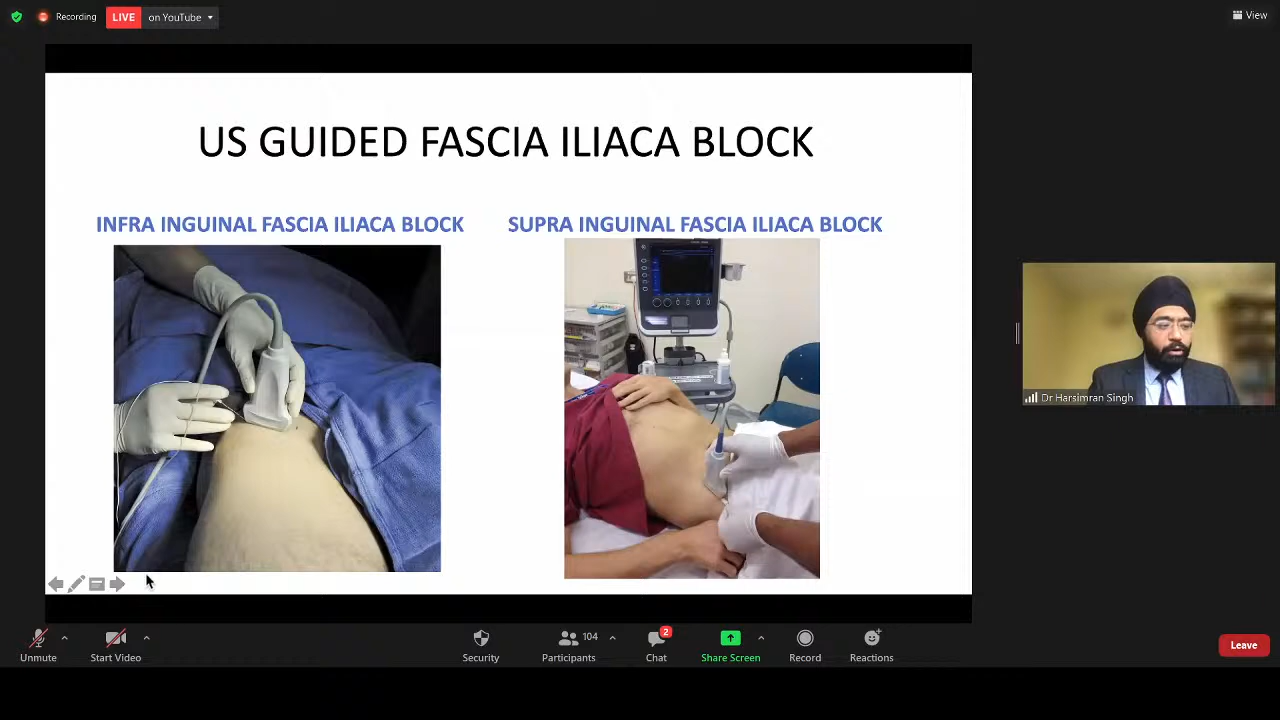 Recording
LIVE
on YouTube
View
US GUIDED FASCIA ILIACA BLOCK
INFRA INGUINAL FASCIA ILIACA BLOCK
SUPRA INGUINAL FASCIA ILIACA BLOCK
Dr Harsimran Singh
Unmute
Start Video
Security
104
Participants
2
Chat
Share Screen
Record
Reactions
Leave